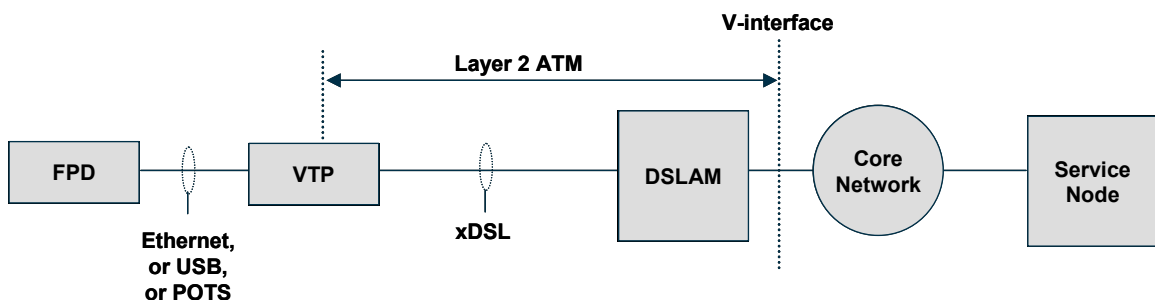 V-interface
Layer 2 ATM
FPD
VTP
DSLAM
Core
Network
Service
Node
Ethernet,
or USB,
or POTS
xDSL